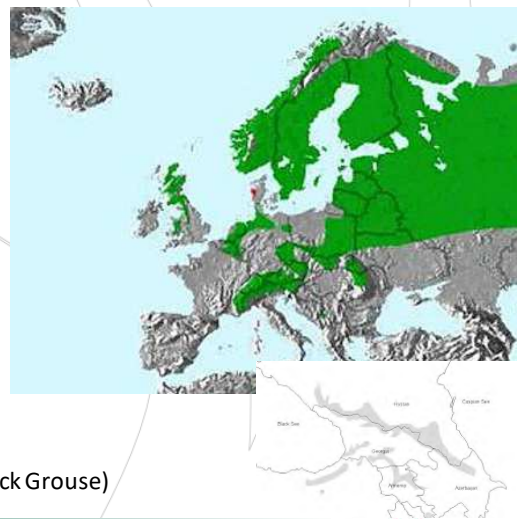 Russia
Caspian Sea
Black Sea
Georgia
Armenia
Azerbaijan
ck Grouse)